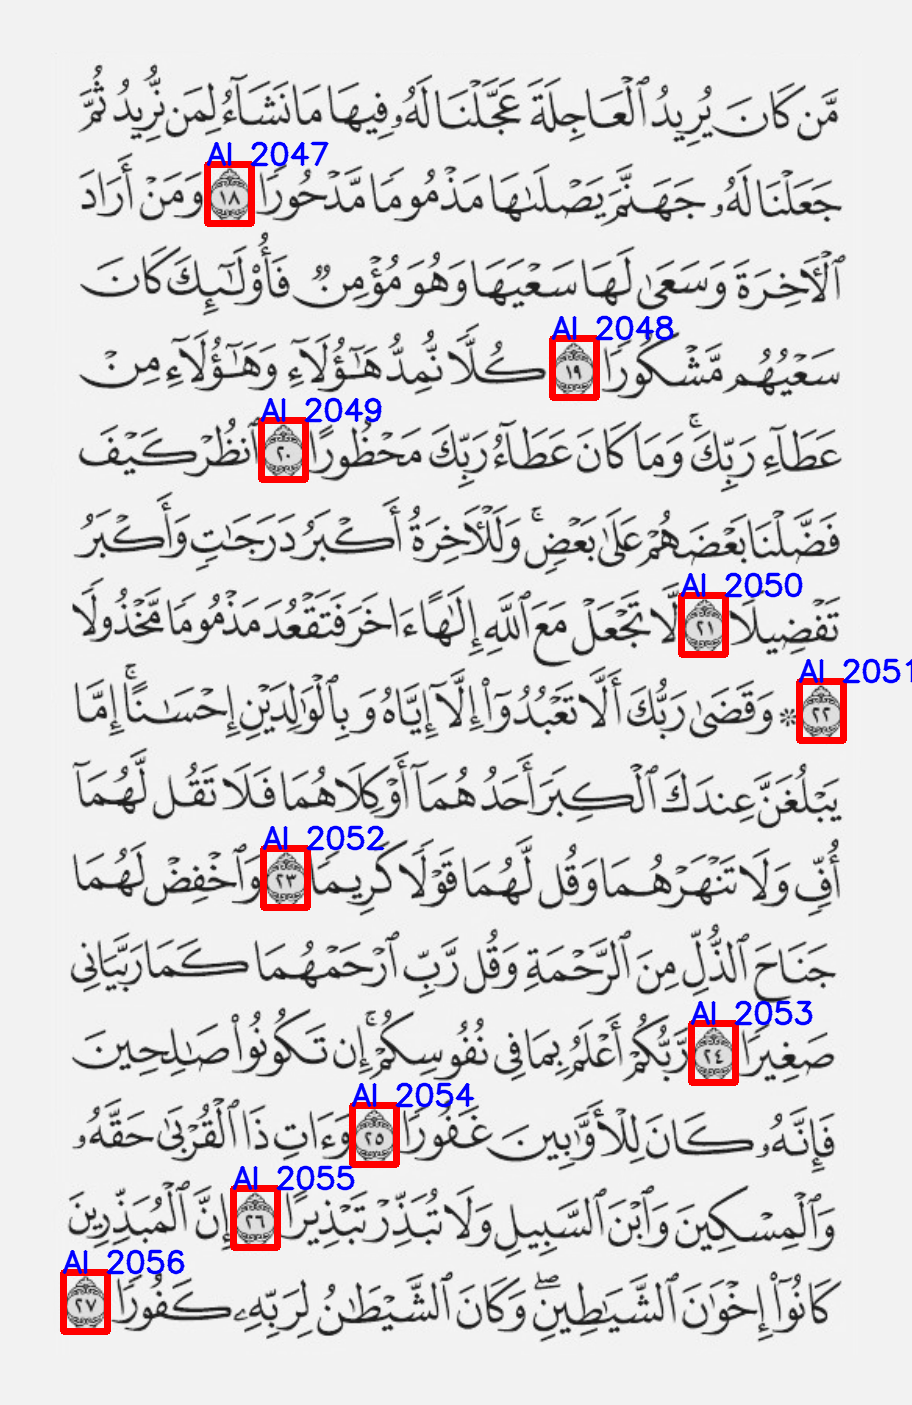 مَّن كَانَ يُرِيدُ ٱلْعَاجِلَةَ عَجَّلْنَا لَهُۥ فِيهَا مَا نَشَآءُ لِمَن نُّرِيدُ ثُمَّ
AI 2047
جَعَلْنَا لَهُۥ جَهَنَّمَ يَصْلَىٰهَا مَذْمُومًا مَّدْحُورًا ١٨ وَمَنْ أَرَادَ
ٱلْأَخِرَةَ وَسَعَىٰ لَهَا سَعْيَهَا وَهُوَ مُؤْمِنٌ فَأُو۟لَـٰٓئِكَ كَانَ
AI 2048
سَعْيُهُم مَّشْكُورًا ١٩ كُلًّا نُّمِدُّ هَـٰٓؤُلَآءِ وَهَـٰٓؤُلَآءِ مِنْ
AI 2049
عَطَآءِ رَبِّكَ ۚ وَمَا كَانَ عَطَآءُ رَبِّكَ مَحْظُورًا ٢٠ ٱنظُرْ كَيْفَ
فَضَّلْنَا بَعْضَهُمْ عَلَىٰ بَعْضٍ ۚ وَلَلْأَخِرَةُ أَكْبَرُ دَرَجَـٰتٍ وَأَكْبَرُ
AI 2050
تَفْضِيلًا ٢١ لَّا تَجْعَلْ مَعَ ٱللَّهِ إِلَـٰهًا ءَاخَرَ فَتَقْعُدَ مَذْمُومًا مَّخْذُولًا
AI 2051
٢٢ ۞ وَقَضَىٰ رَبُّكَ أَلَّا تَعْبُدُوٓا۟ إِلَّآ إِيَّاهُ وَبِٱلْوَٰلِدَيْنِ إِحْسَـٰنًا ۚ إِمَّا
يَبْلُغَنَّ عِندَكَ ٱلْكِبَرَ أَحَدُهُمَآ أَوْ كِلَاهُمَا فَلَا تَقُل لَّهُمَآ
AI 2052
أُفٍّ وَلَا تَنْهَرْهُمَا وَقُل لَّهُمَا قَوْلًا كَرِيمًا ٢٣ وَٱخْفِضْ لَهُمَا
جَنَاحَ ٱلذُّلِّ مِنَ ٱلرَّحْمَةِ وَقُل رَّبِّ ٱرْحَمْهُمَا كَمَا رَبَّيَانِى
AI 2053
صَغِيرًا ٢٤ رَّبُّكُمْ أَعْلَمُ بِمَا فِى نُفُوسِكُمْ ۚ إِن تَكُونُوا۟ صَـٰلِحِينَ
AI 2054
فَإِنَّهُۥ كَانَ لِلْأَوَّٰبِينَ غَفُورًا ٢٥ وَءَاتِ ذَا ٱلْقُرْبَىٰ حَقَّهُۥ
AI 2055
وَٱلْمِسْكِينَ وَٱبْنَ ٱلسَّبِيلِ وَلَا تُبَذِّرْ تَبْذِيرًا ٢٦ إِنَّ ٱلْمُبَذِّرِينَ
AI 2056
كَانُوٓا۟ إِخْوَٰنَ ٱلشَّيَـٰطِينِ ۖ وَكَانَ ٱلشَّيْطَـٰنُ لِرَبِّهِۦ كَفُورًا ٢٧